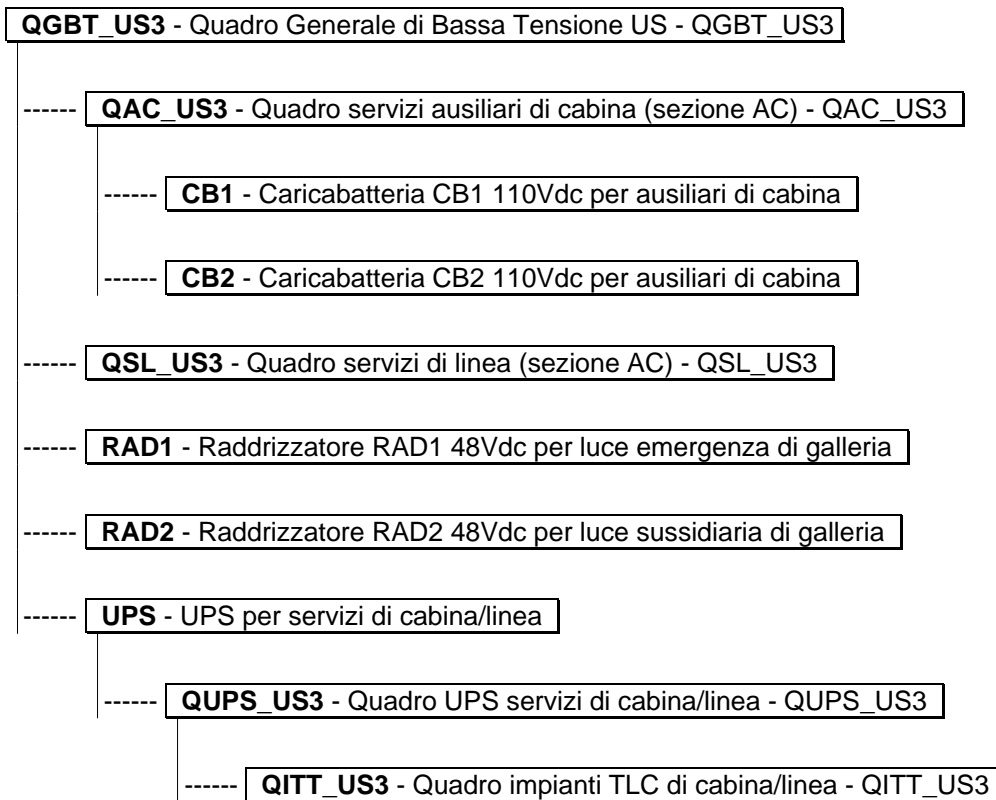 QGBT_US3 - Quadro Generale di Bassa Tensione US - QGBT_US3
------ QAC_US3 - Quadro servizi ausiliari di cabina (sezione AC) - QAC_US3
------ CB1 - Caricabatteria CB1 110Vdc per ausiliari di cabina
------ CB2 - Caricabatteria CB2 110Vdc per ausiliari di cabina
------ QSL_US3 - Quadro servizi di linea (sezione AC) - QSL_US3
------ RAD1 - Raddrizzatore RAD1 48Vdc per luce emergenza di galleria
------ RAD2 - Raddrizzatore RAD2 48Vdc per luce sussidiaria di galleria
------ UPS - UPS per servizi di cabina/linea
------ QUPS_US3 - Quadro UPS servizi di cabina/linea - QUPS_US3
------ QITT_US3 - Quadro impianti TLC di cabina/linea - QITT_US3